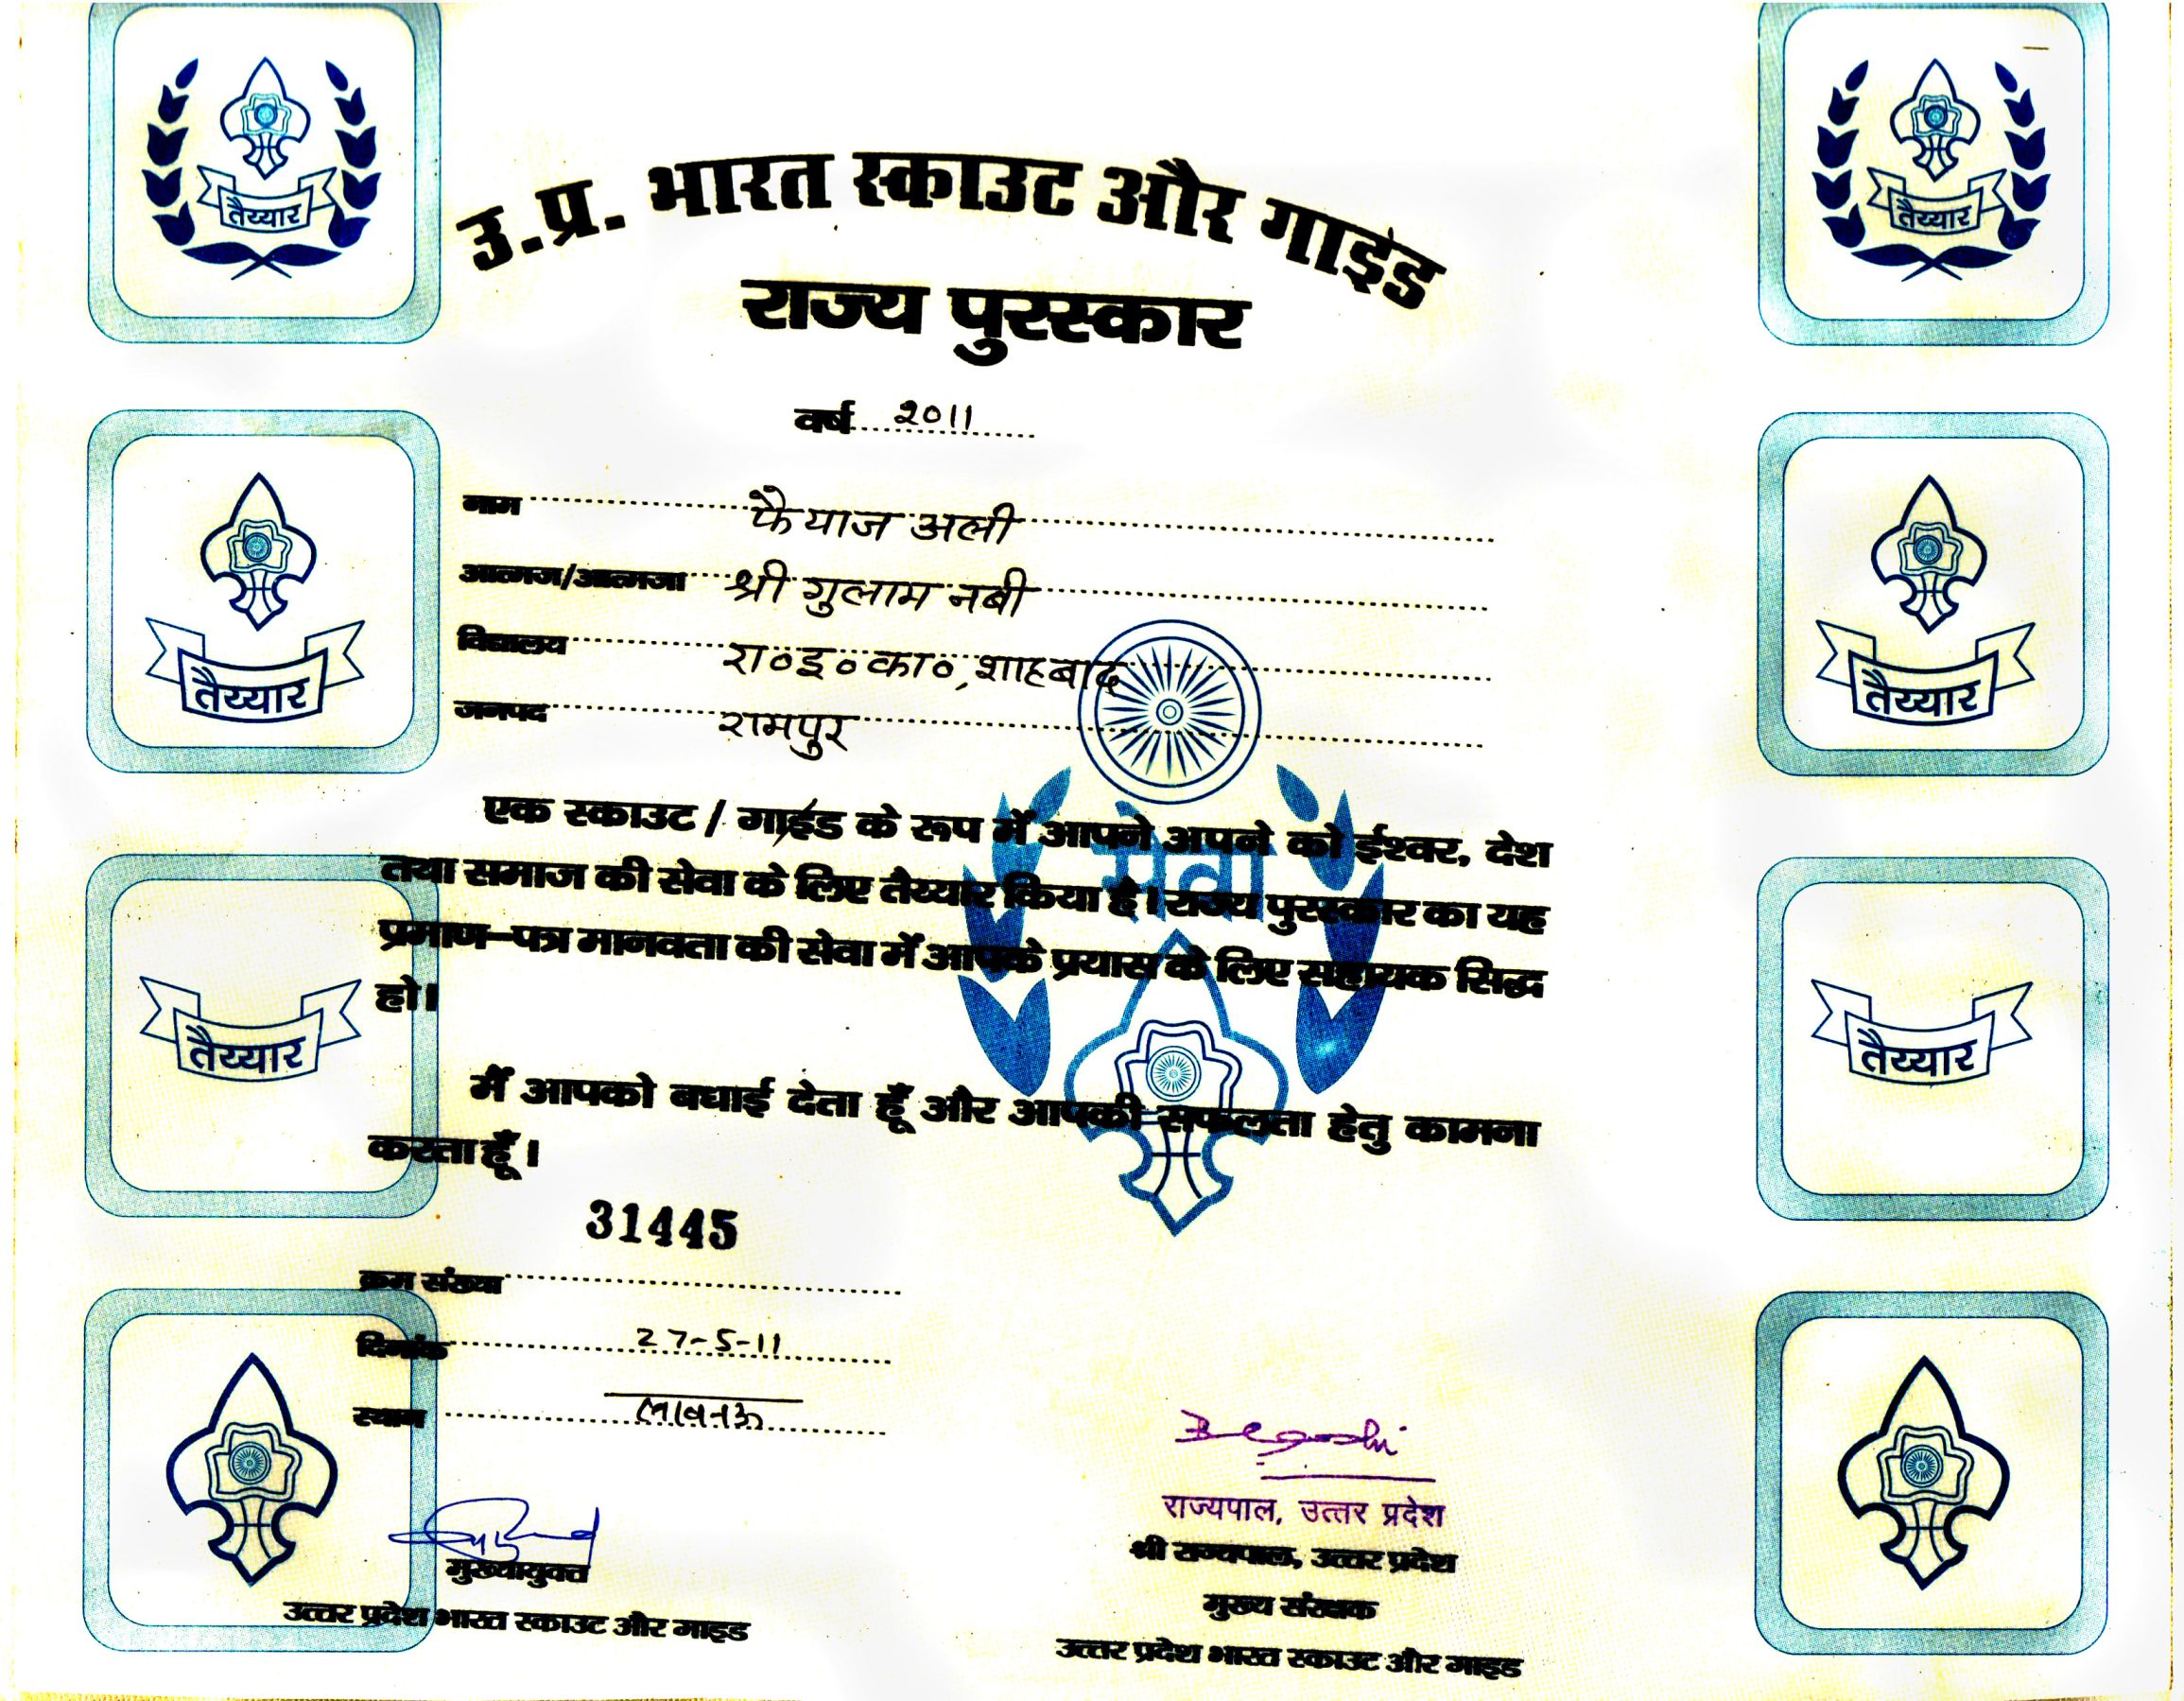 उ.प्र. भारत स्काउट और गाइड
राज्य पुरस्कार
वर्ष 2011
नाम फैयाज अली
आत्मज/आत्मजा श्री गुलाम नबी
विद्यालय रा०इ०का०, शाहबाद
जनपद रामपुर
एक स्काउट / गाईड के रूप में आपने अपने को ईश्वर, देश
तथा समाज की सेवा के लिए तैय्यार किया है। राज्य पुरस्कार का यह
प्रमाण-पत्र मानवता की सेवा में आपके प्रयास के लिए सहायक सिद्ध
हो।
मैं आपको बधाई देता हूँ और आपकी सफलता हेतु कामना
करता हूँ।
31445
क्रम संख्या
दिनांक 27-5-11
स्थान लखनऊ
मुख्यायुक्त
उत्तर प्रदेश भारत स्काउट और गाइड
राज्यपाल, उत्तर प्रदेश
श्री राज्यपाल, उत्तर प्रदेश
मुख्य संरक्षक
उत्तर प्रदेश भारत स्काउट और गाइड
सेवा
तैय्यार
तैय्यार
तैय्यार
तैय्यार
तैय्यार
तैय्यार